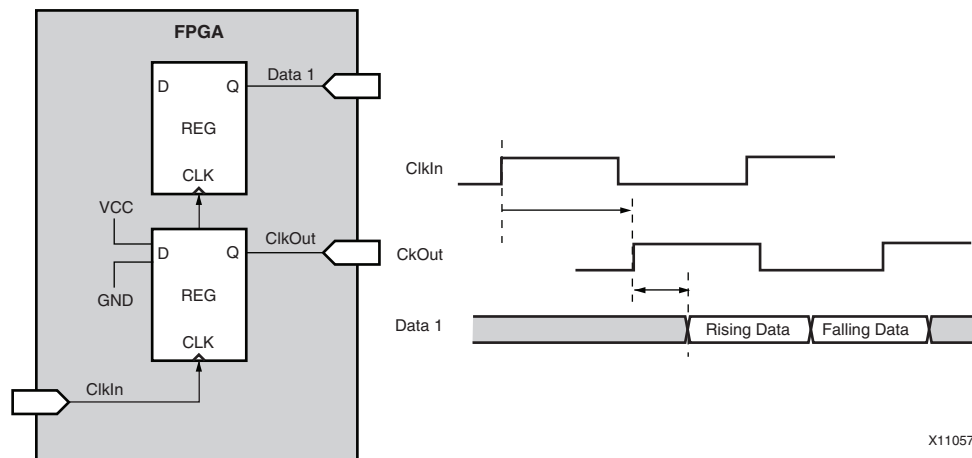 FPGA
D Q Data 1
REG
CLK
VCC
D Q ClkOut
GND
REG
CLK
ClkIn
ClkIn
CkOut
Data 1 Rising Data Falling Data
X11057